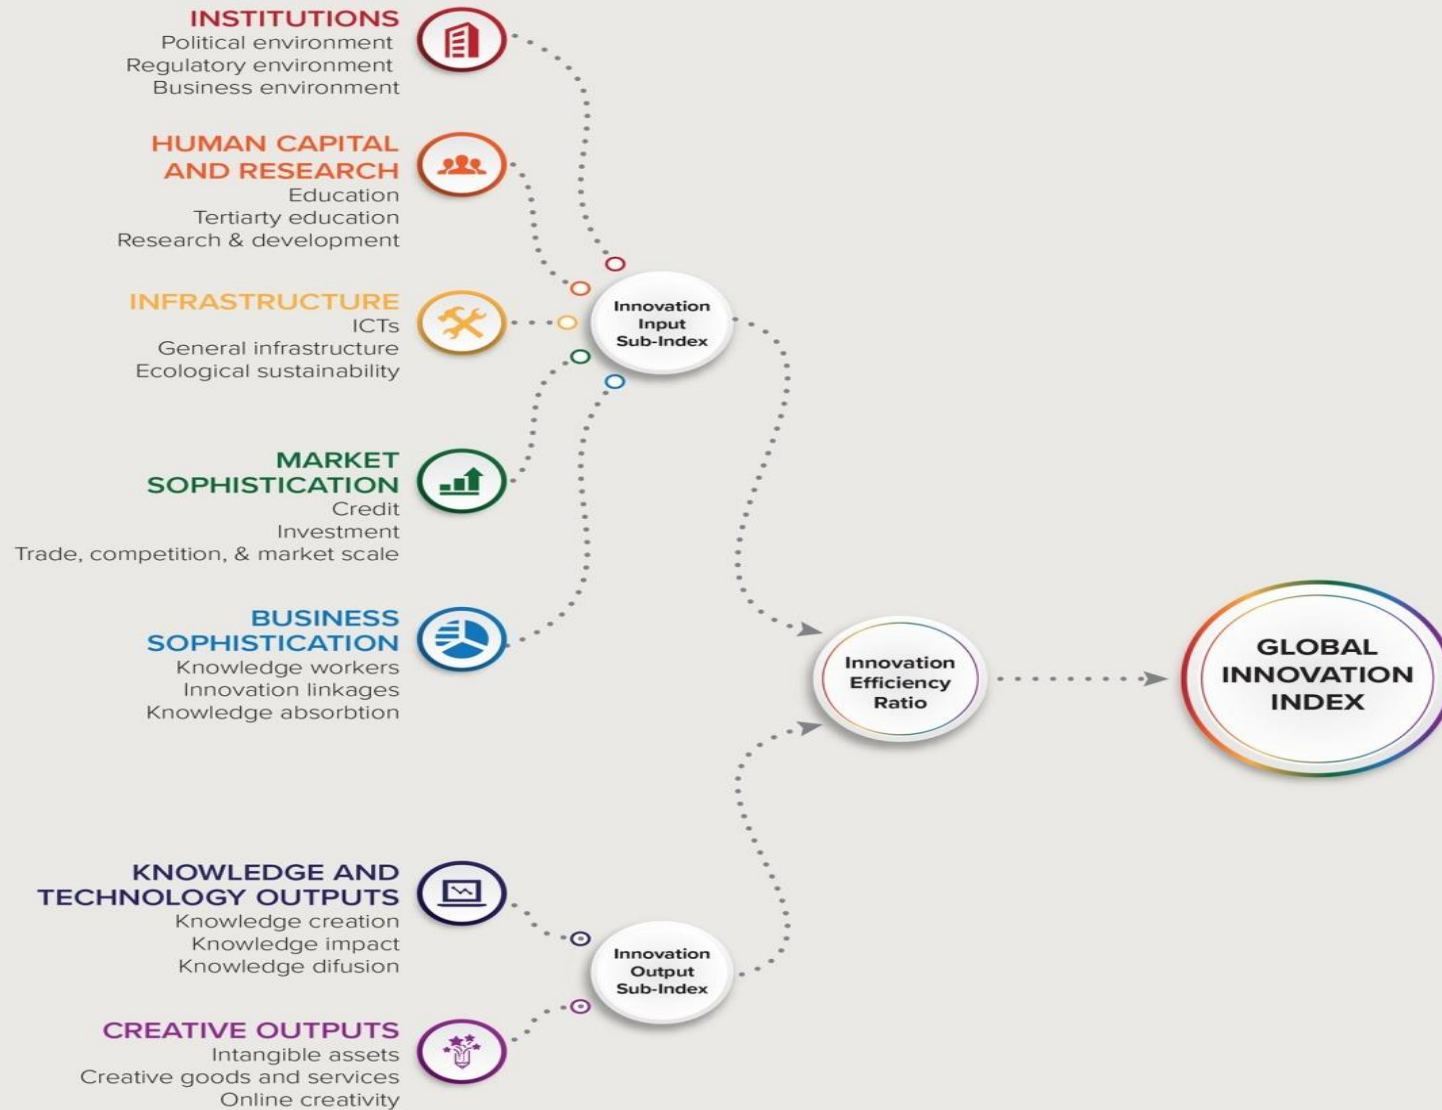 INSTITUTIONS
Political environment
Regulatory environment
Business environment
HUMAN CAPITAL
AND RESEARCH
Education
Tertiarty education
Research & development
INFRASTRUCTURE
ICTs
General infrastructure
Ecological sustainability
MARKET
SOPHISTICATION
Credit
Investment
Trade, competition, & market scale
BUSINESS
SOPHISTICATION
Knowledge workers
Innovation linkages
Knowledge absorbtion
KNOWLEDGE AND
TECHNOLOGY OUTPUTS
Knowledge creation
Knowledge impact
Knowledge difusion
CREATIVE OUTPUTS
Intangible assets
Creative goods and services
Online creativity
Innovation
Input
Sub-Index
Innovation
Output
Sub-Index
Innovation
Efficiency
Ratio
GLOBAL
INNOVATION
INDEX